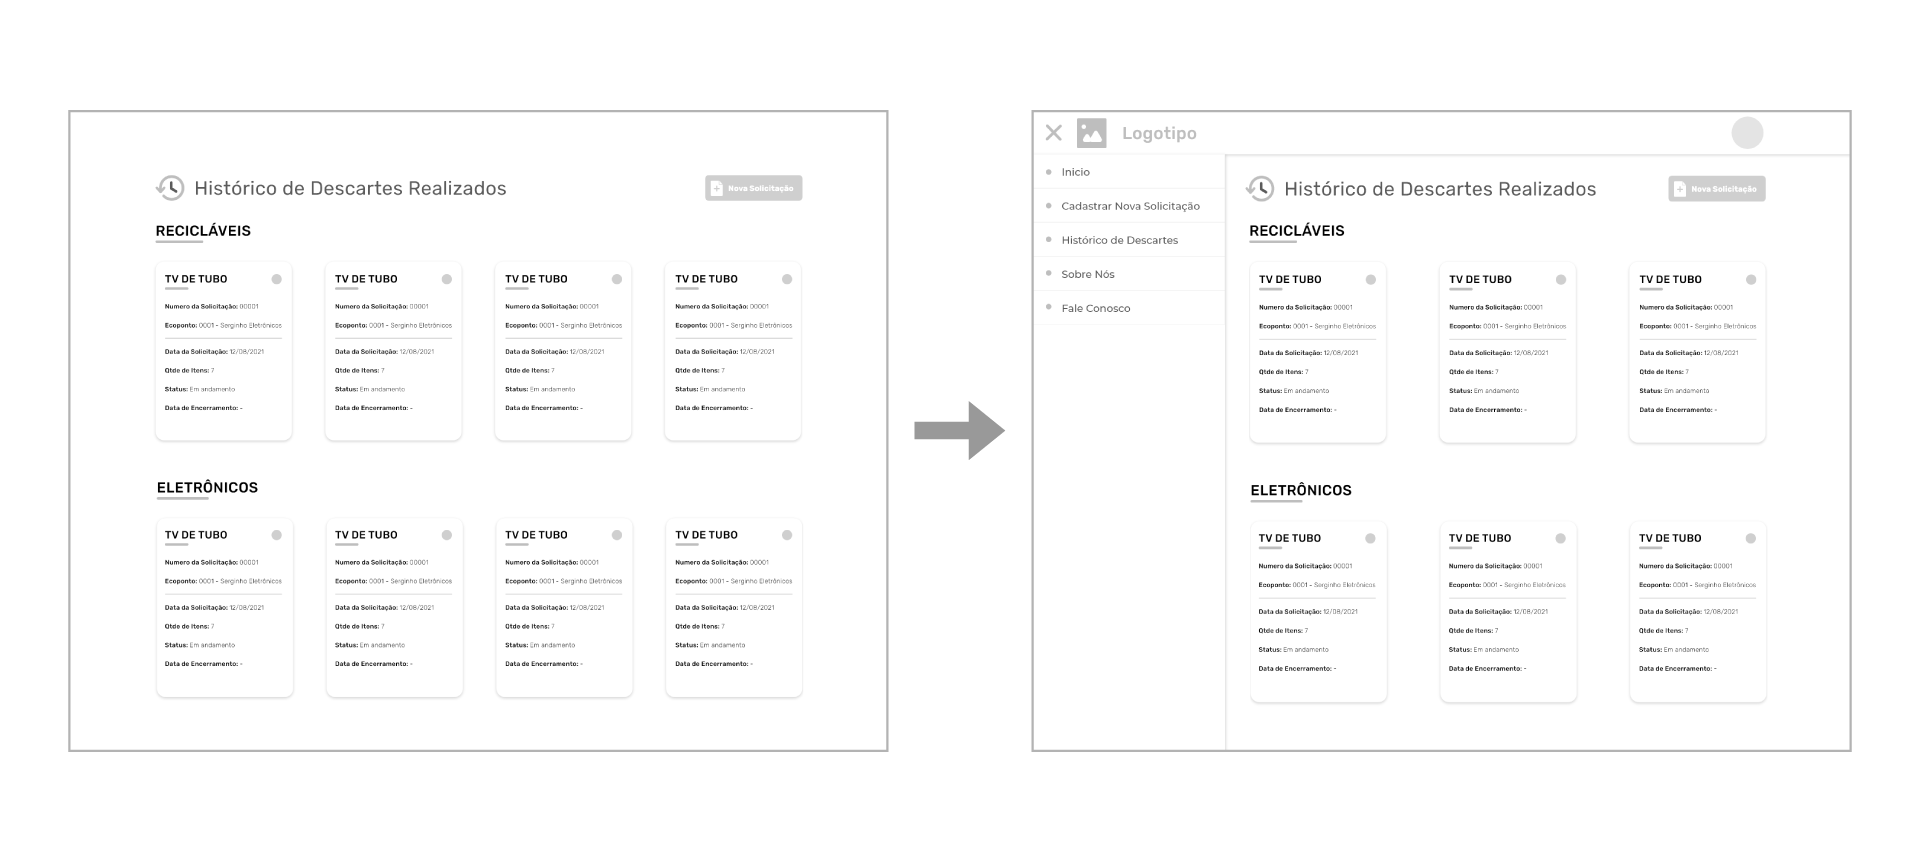 Histórico de Descartes Realizados
Nova Solicitação
RECICLÁVEIS
TV DE TUBO
Numero da Solicitação: 00001
Ecoponto: 0001 - Serginho Eletrônicos
Data da Solicitação: 12/08/2021
Qtde de Itens: 7
Status: Em andamento
Data de Encerramento: -
TV DE TUBO
Numero da Solicitação: 00001
Ecoponto: 0001 - Serginho Eletrônicos
Data da Solicitação: 12/08/2021
Qtde de Itens: 7
Status: Em andamento
Data de Encerramento: -
TV DE TUBO
Numero da Solicitação: 00001
Ecoponto: 0001 - Serginho Eletrônicos
Data da Solicitação: 12/08/2021
Qtde de Itens: 7
Status: Em andamento
Data de Encerramento: -
TV DE TUBO
Numero da Solicitação: 00001
Ecoponto: 0001 - Serginho Eletrônicos
Data da Solicitação: 12/08/2021
Qtde de Itens: 7
Status: Em andamento
Data de Encerramento: -
ELETRÔNICOS
TV DE TUBO
Numero da Solicitação: 00001
Ecoponto: 0001 - Serginho Eletrônicos
Data da Solicitação: 12/08/2021
Qtde de Itens: 7
Status: Em andamento
Data de Encerramento: -
TV DE TUBO
Numero da Solicitação: 00001
Ecoponto: 0001 - Serginho Eletrônicos
Data da Solicitação: 12/08/2021
Qtde de Itens: 7
Status: Em andamento
Data de Encerramento: -
TV DE TUBO
Numero da Solicitação: 00001
Ecoponto: 0001 - Serginho Eletrônicos
Data da Solicitação: 12/08/2021
Qtde de Itens: 7
Status: Em andamento
Data de Encerramento: -
TV DE TUBO
Numero da Solicitação: 00001
Ecoponto: 0001 - Serginho Eletrônicos
Data da Solicitação: 12/08/2021
Qtde de Itens: 7
Status: Em andamento
Data de Encerramento: -
Logotipo
Inicio
Cadastrar Nova Solicitação
Histórico de Descartes
Sobre Nós
Fale Conosco
Histórico de Descartes Realizados
Nova Solicitação
RECICLÁVEIS
TV DE TUBO
Numero da Solicitação: 00001
Ecoponto: 0001 - Serginho Eletrônicos
Data da Solicitação: 12/08/2021
Qtde de Itens: 7
Status: Em andamento
Data de Encerramento: -
TV DE TUBO
Numero da Solicitação: 00001
Ecoponto: 0001 - Serginho Eletrônicos
Data da Solicitação: 12/08/2021
Qtde de Itens: 7
Status: Em andamento
Data de Encerramento: -
TV DE TUBO
Numero da Solicitação: 00001
Ecoponto: 0001 - Serginho Eletrônicos
Data da Solicitação: 12/08/2021
Qtde de Itens: 7
Status: Em andamento
Data de Encerramento: -
ELETRÔNICOS
TV DE TUBO
Numero da Solicitação: 00001
Ecoponto: 0001 - Serginho Eletrônicos
Data da Solicitação: 12/08/2021
Qtde de Itens: 7
Status: Em andamento
Data de Encerramento: -
TV DE TUBO
Numero da Solicitação: 00001
Ecoponto: 0001 - Serginho Eletrônicos
Data da Solicitação: 12/08/2021
Qtde de Itens: 7
Status: Em andamento
Data de Encerramento: -
TV DE TUBO
Numero da Solicitação: 00001
Ecoponto: 0001 - Serginho Eletrônicos
Data da Solicitação: 12/08/2021
Qtde de Itens: 7
Status: Em andamento
Data de Encerramento: -